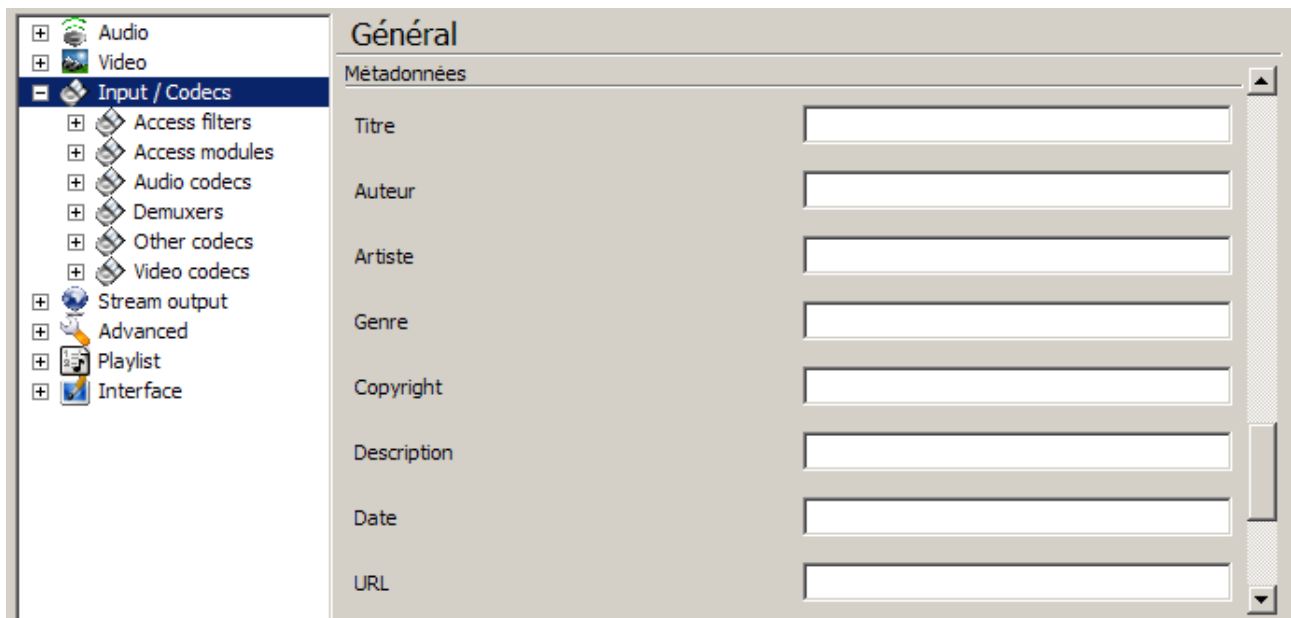 Audio
Video
Input / Codecs
Access filters
Access modules
Audio codecs
Demuxers
Other codecs
Video codecs
Stream output
Advanced
Playlist
Interface
Général
Métadonnées
Titre
Auteur
Artiste
Genre
Copyright
Description
Date
URL